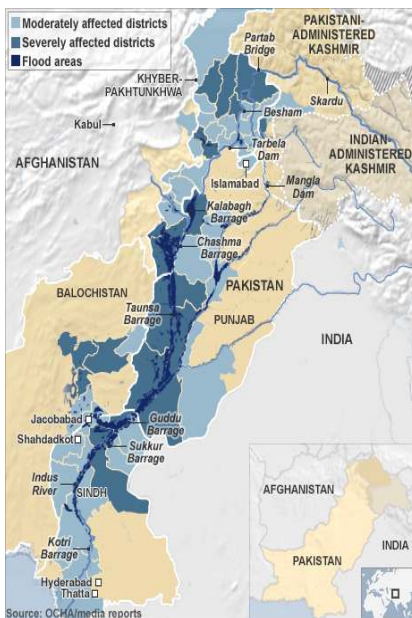 Moderately affected districts
Severely affected districts
Flood areas
PAKISTANI-
ADMINISTERED
KASHMIR
Partab
Bridge
KHYBER-
PAKHTUNKHWA
Skardu
Kabul
Besham
AFGHANISTAN
Tarbela
Dam
INDIAN-
ADMINISTERED
KASHMIR
Islamabad
Mangla
Dam
Kalabagh
Barrage
Chashma
Barrage
BALOCHISTAN
PAKISTAN
Taunsa
Barrage
PUNJAB
INDIA
Jacobabad
Guddu
Barrage
Shahdadkot
Sukkur
Barrage
Indus
River
SINDH
AFGHANISTAN
Kotri
Barrage
PAKISTAN
INDIA
Hyderabad
Thatta
Source: OCHA/media reports